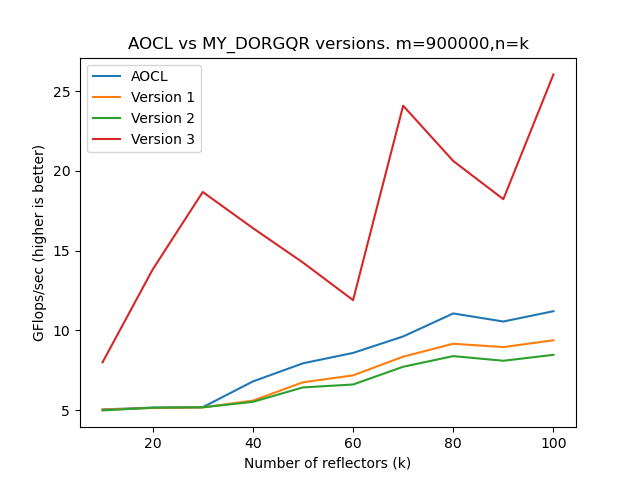 AOCL vs MY_DORGQR versions. m=900000,n=k
AOCL
Version 1
Version 2
Version 3
GFlops/sec (higher is better)
25
20
15
10
5
20
40
60
80
100
Number of reflectors (k)